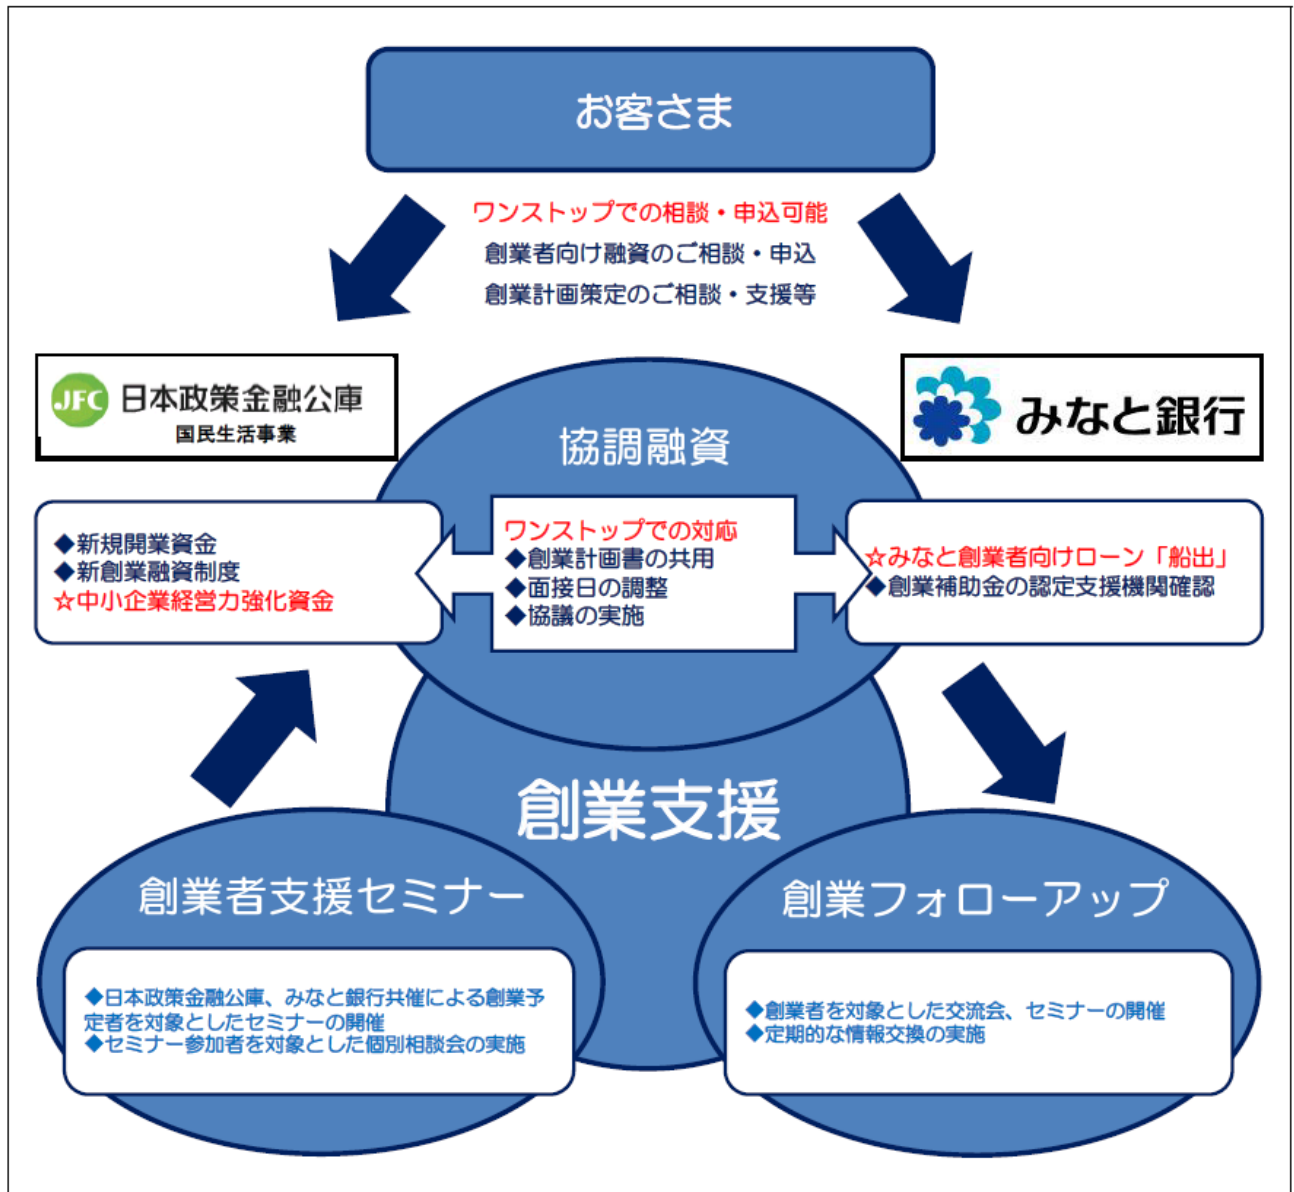 お客さま
ワンストップでの相談・申込可能
創業者向け融資のご相談・申込
創業計画策定のご相談・支援等
JFC 日本政策金融公庫
国民生活事業
みなと銀行
協調融資
◆新規開業資金
◆新創業融資制度
☆中小企業経営力強化資金
ワンストップでの対応
◆創業計画書の共用
◆面接日の調整
◆協議の実施
☆みなと創業者向けローン「船出」
◆創業補助金の認定支援機関確認
創業支援
創業者支援セミナー
◆日本政策金融公庫、みなと銀行共催による創業予
定者を対象としたセミナーの開催
◆セミナー参加者を対象とした個別相談会の実施
創業フォローアップ
◆創業者を対象とした交流会、セミナーの開催
◆定期的な情報交換の実施